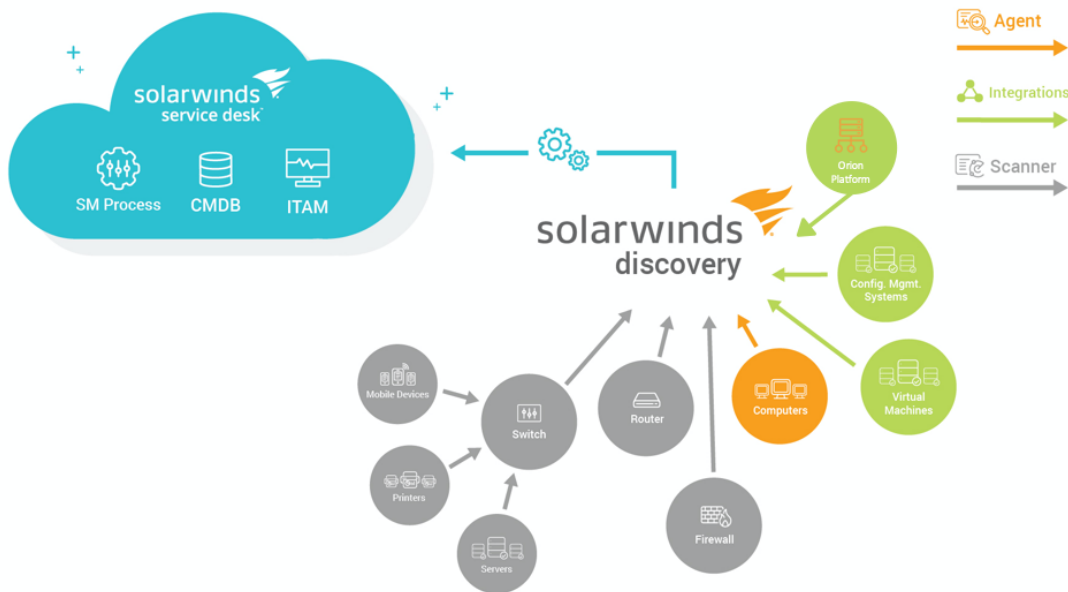 solarwinds
service desk
SM Process
CMDB
ITAM
Agent
Integrations
Scanner
Orion
Platform
solarwinds
discovery
Config. Mgmt.
Systems
Mobile Devices
Switch
Router
Computers
Virtual
Machines
Printers
Servers
Firewall